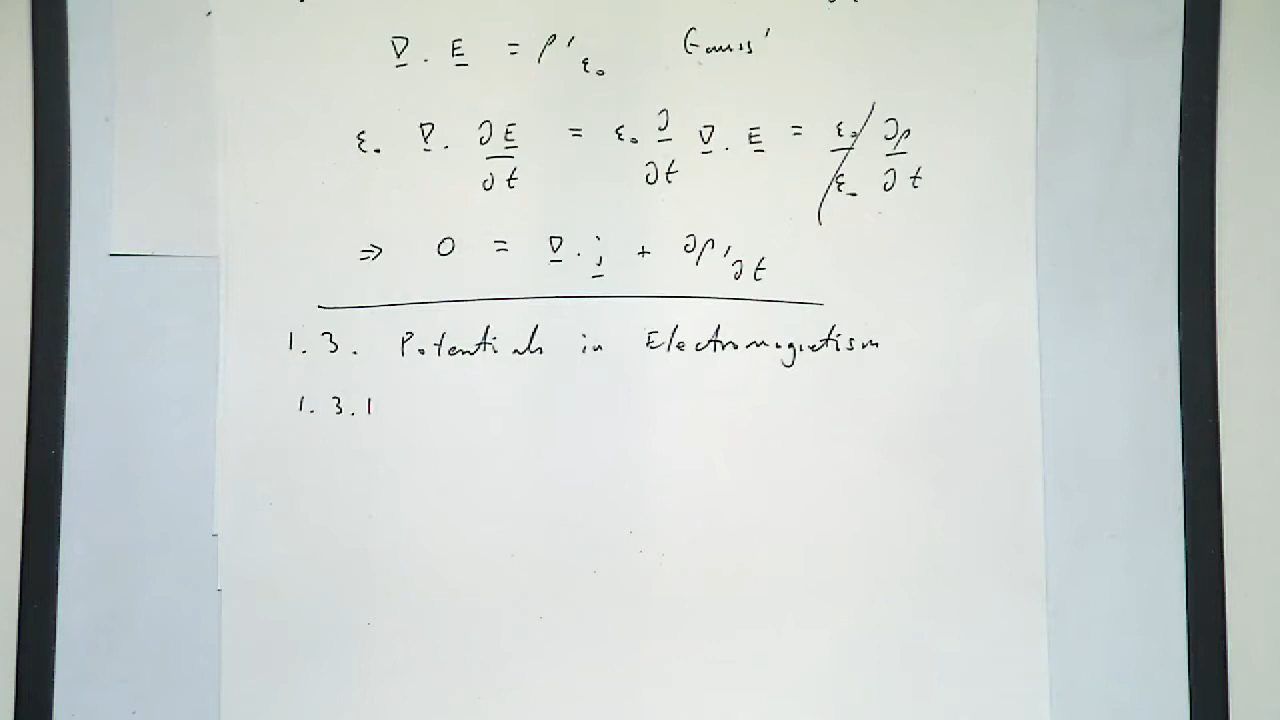 ∇ . E = ρ/ε₀ Gauss'
ε₀ ∇ . ∂E/∂t = ε₀ ∂/∂t ∇ . E = ε₀/ε₀ ∂ρ/∂t
⇒ 0 = ∇ . j + ∂ρ/∂t
1.3. Potentials in Electromagnetism
1.3.1